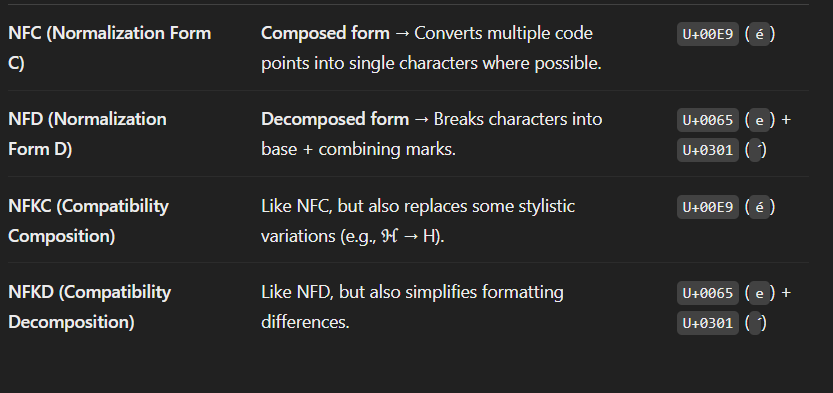 NFC (Normalization Form
C)
Composed form → Converts multiple code
points into single characters where possible.
U+00E9 (é)
NFD (Normalization
Form D)
Decomposed form → Breaks characters into
base + combining marks.
U+0065 (e) +
U+0301 (´)
NFKC (Compatibility
Composition)
Like NFC, but also replaces some stylistic
variations (e.g., ℋ → H).
U+00E9 (é)
NFKD (Compatibility
Decomposition)
Like NFD, but also simplifies formatting
differences.
U+0065 (e) +
U+0301 (´)